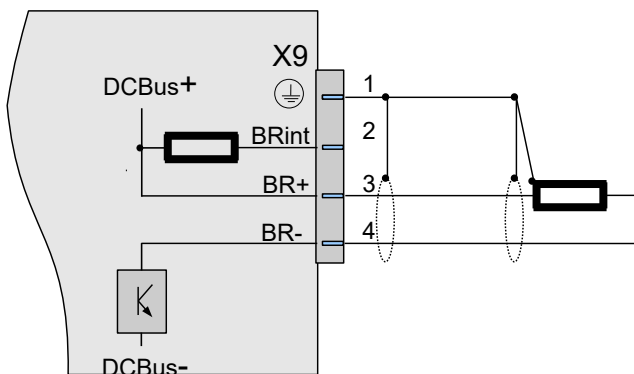 X9
DCBus+
1
BRint
2
BR+
3
BR-
4
DCBus-